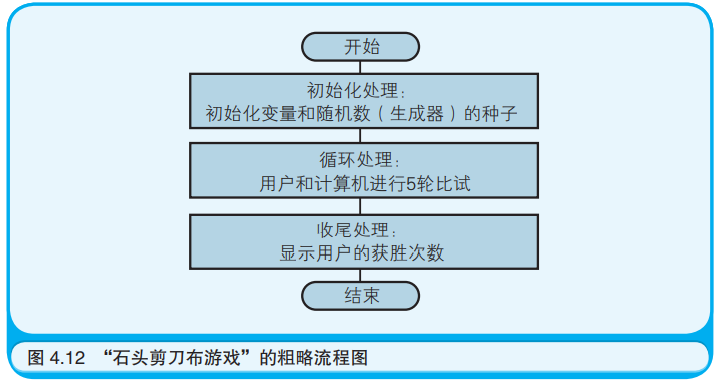 开始
初始化处理：
初始化变量和随机数（生成器）的种子
循环处理：
用户和计算机进行5轮比试
收尾处理：
显示用户的获胜次数
结束
图 4.12 “石头剪刀布游戏”的粗略流程图